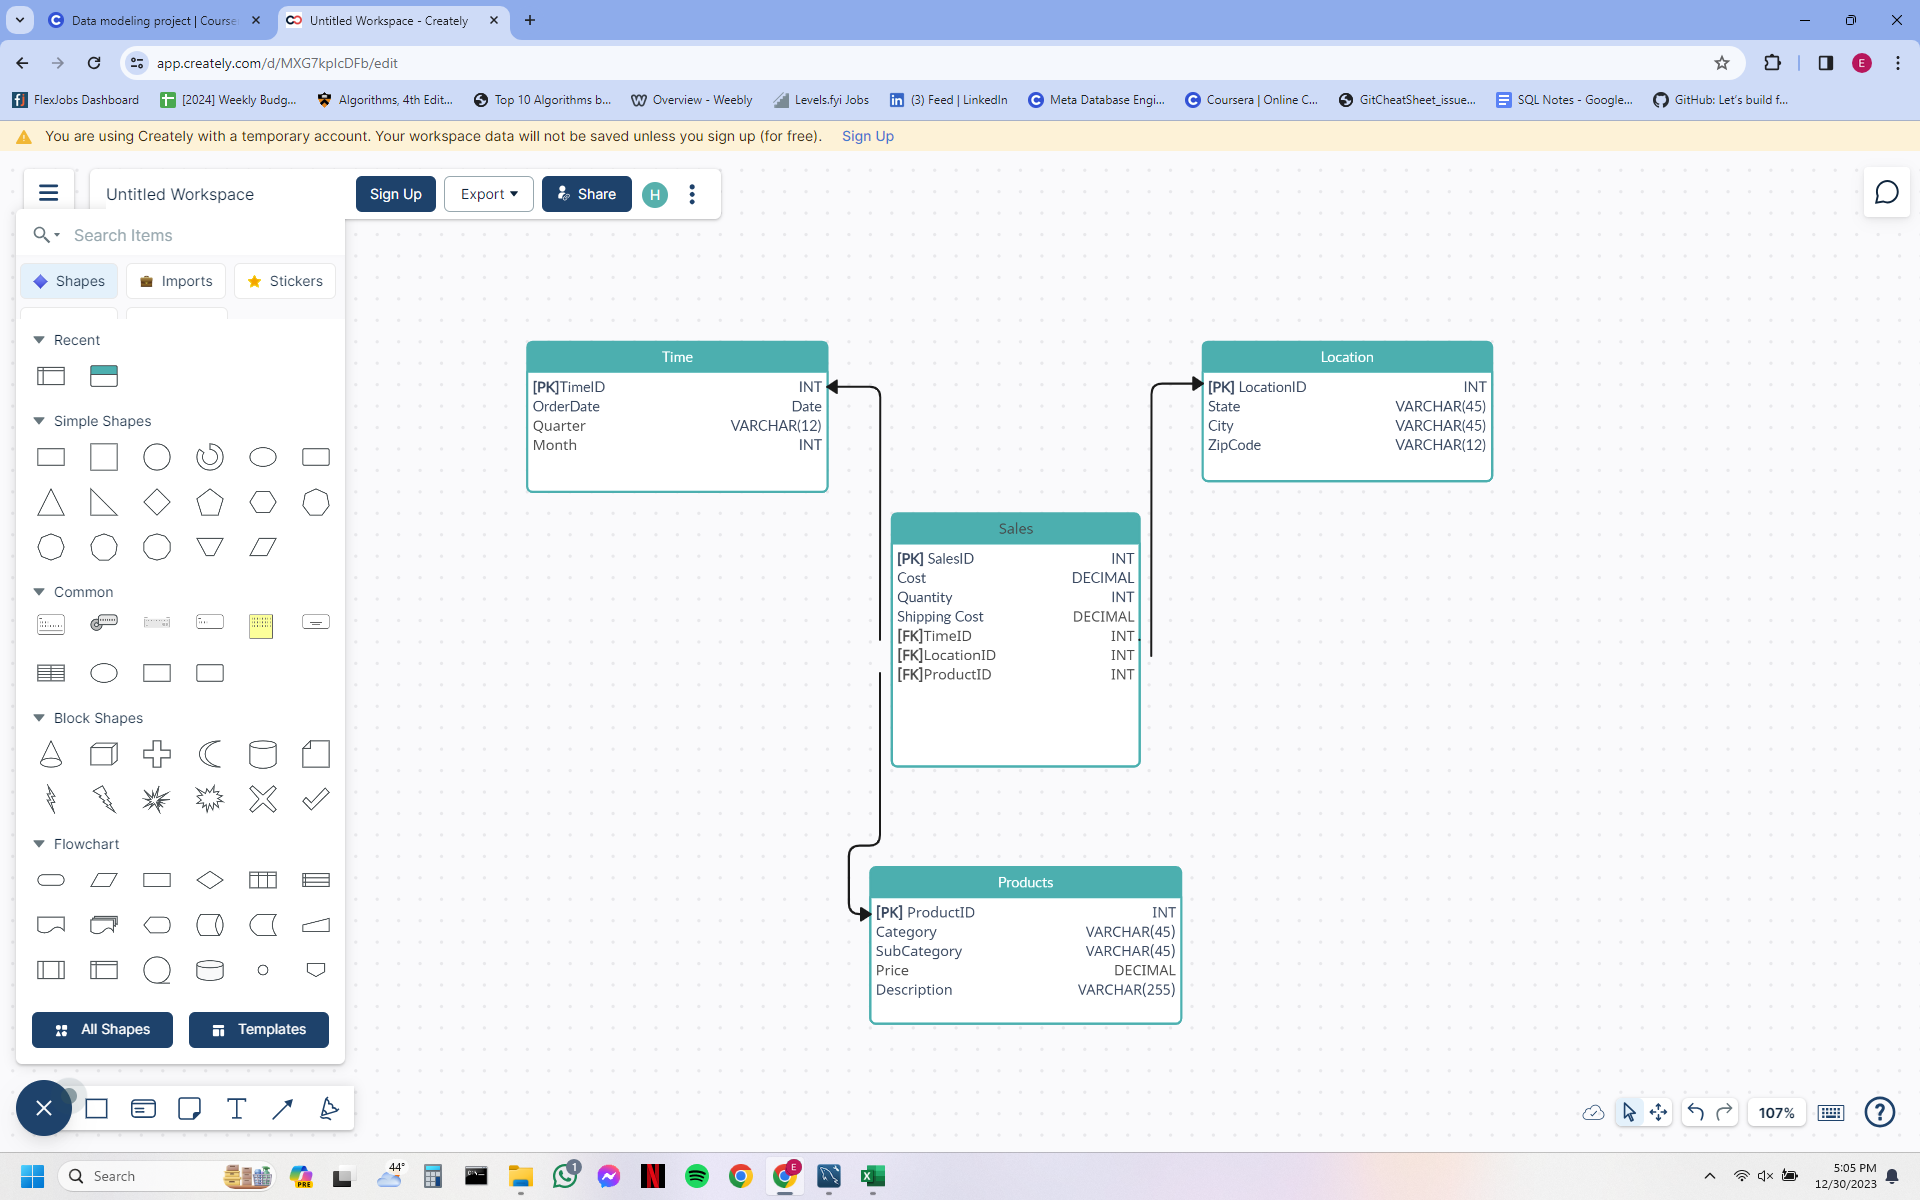 Data modeling project | Course
Untitled Workspace - Creately
app.creately.com/d/MXG7kplcDFb/edit
FlexJobs Dashboard
[2024] Weekly Budg...
Algorithms, 4th Edit...
Top 10 Algorithms b...
Overview - Weebly
Levels.fyi Jobs
(3) Feed | LinkedIn
Meta Database Engi...
Coursera | Online C...
GitCheatSheet_issue...
SQL Notes - Google...
GitHub: Let's build f...
E
You are using Creately with a temporary account. Your workspace data will not be saved unless you sign up (for free). Sign Up
Untitled Workspace
Sign Up
Export
Share
H
Search Items
Shapes
Imports
Stickers
Recent
Simple Shapes
Common
Block Shapes
Flowchart
All Shapes
Templates
Time
[PK]TimeID INT
OrderDate Date
Quarter VARCHAR(12)
Month INT
Location
[PK] LocationID INT
State VARCHAR(45)
City VARCHAR(45)
ZipCode VARCHAR(12)
Sales
[PK] SalesID INT
Cost DECIMAL
Quantity INT
Shipping Cost DECIMAL
[FK]TimeID INT
[FK]LocationID INT
[FK]ProductID INT
Products
[PK] ProductID INT
Category VARCHAR(45)
SubCategory VARCHAR(45)
Price DECIMAL
Description VARCHAR(255)
T
107%
?
Search
PRE
44°
1
E
5:05 PM
12/30/2023